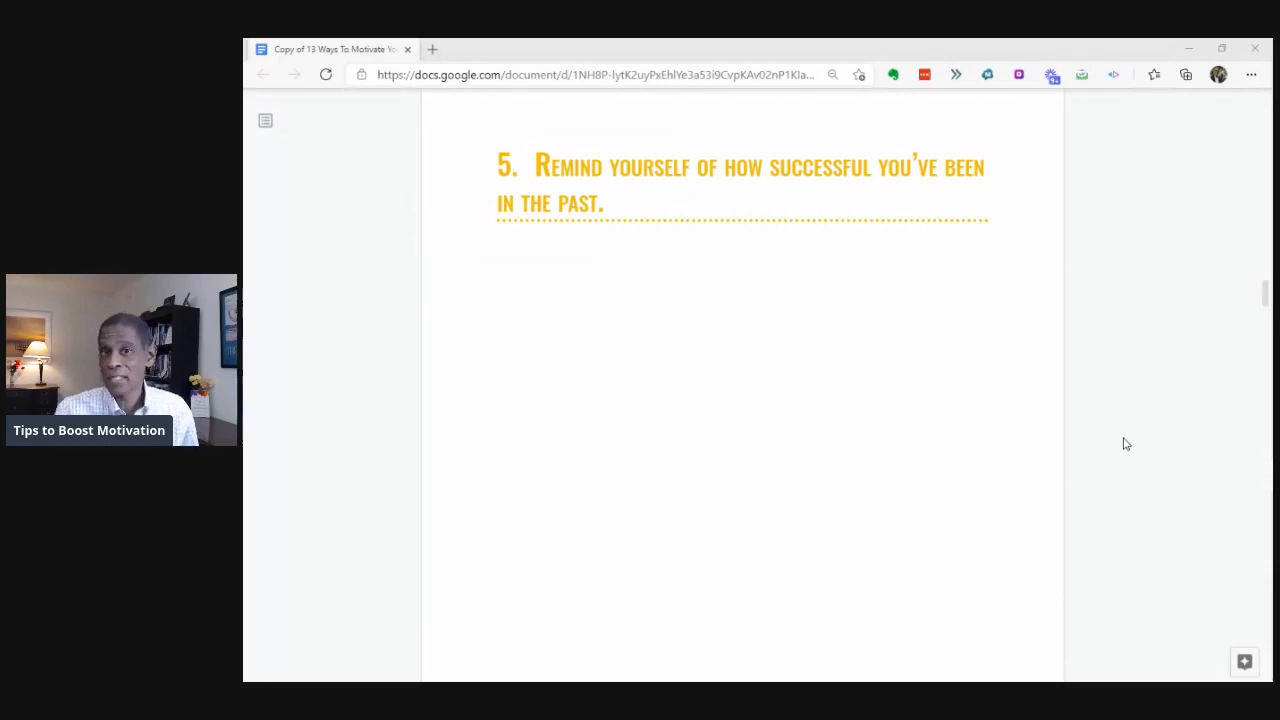 Copy of 13 Ways To Motivate Yo
https://docs.google.com/document/d/1NH8P-lytK2uyPxEhlYe3a53i9CvpKAv02nP1KIa...
5. Remind yourself of how successful you've been
in the past.
Tips to Boost Motivation